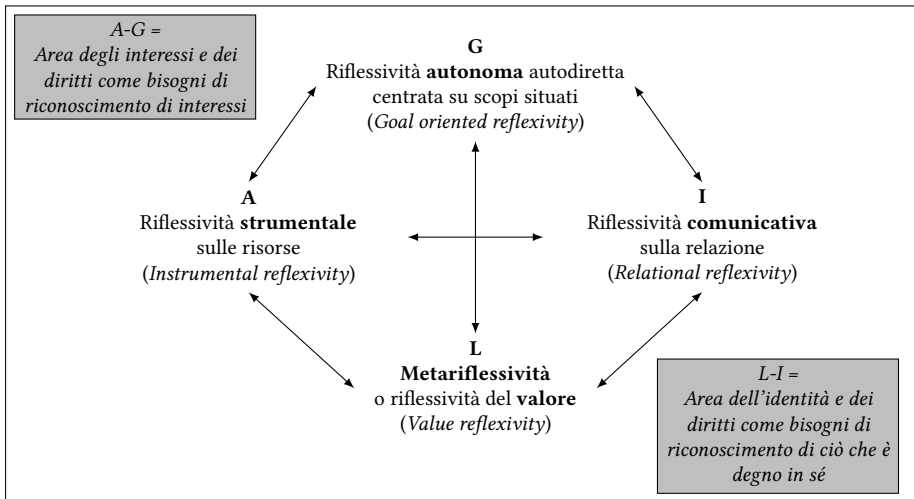 A-G =
Area degli interessi e dei
diritti come bisogni di
riconoscimento di interessi
G
Riflessività autonoma autodiretta
centrata su scopi situati
(Goal oriented reflexivity)
A
Riflessività strumentale
sulle risorse
(Instrumental reflexivity)
I
Riflessività comunicativa
sulla relazione
(Relational reflexivity)
L
Metariflessività
o riflessività del valore
(Value reflexivity)
L-I =
Area dell'identità e dei
diritti come bisogni di
riconoscimento di ciò che è
degno in sé